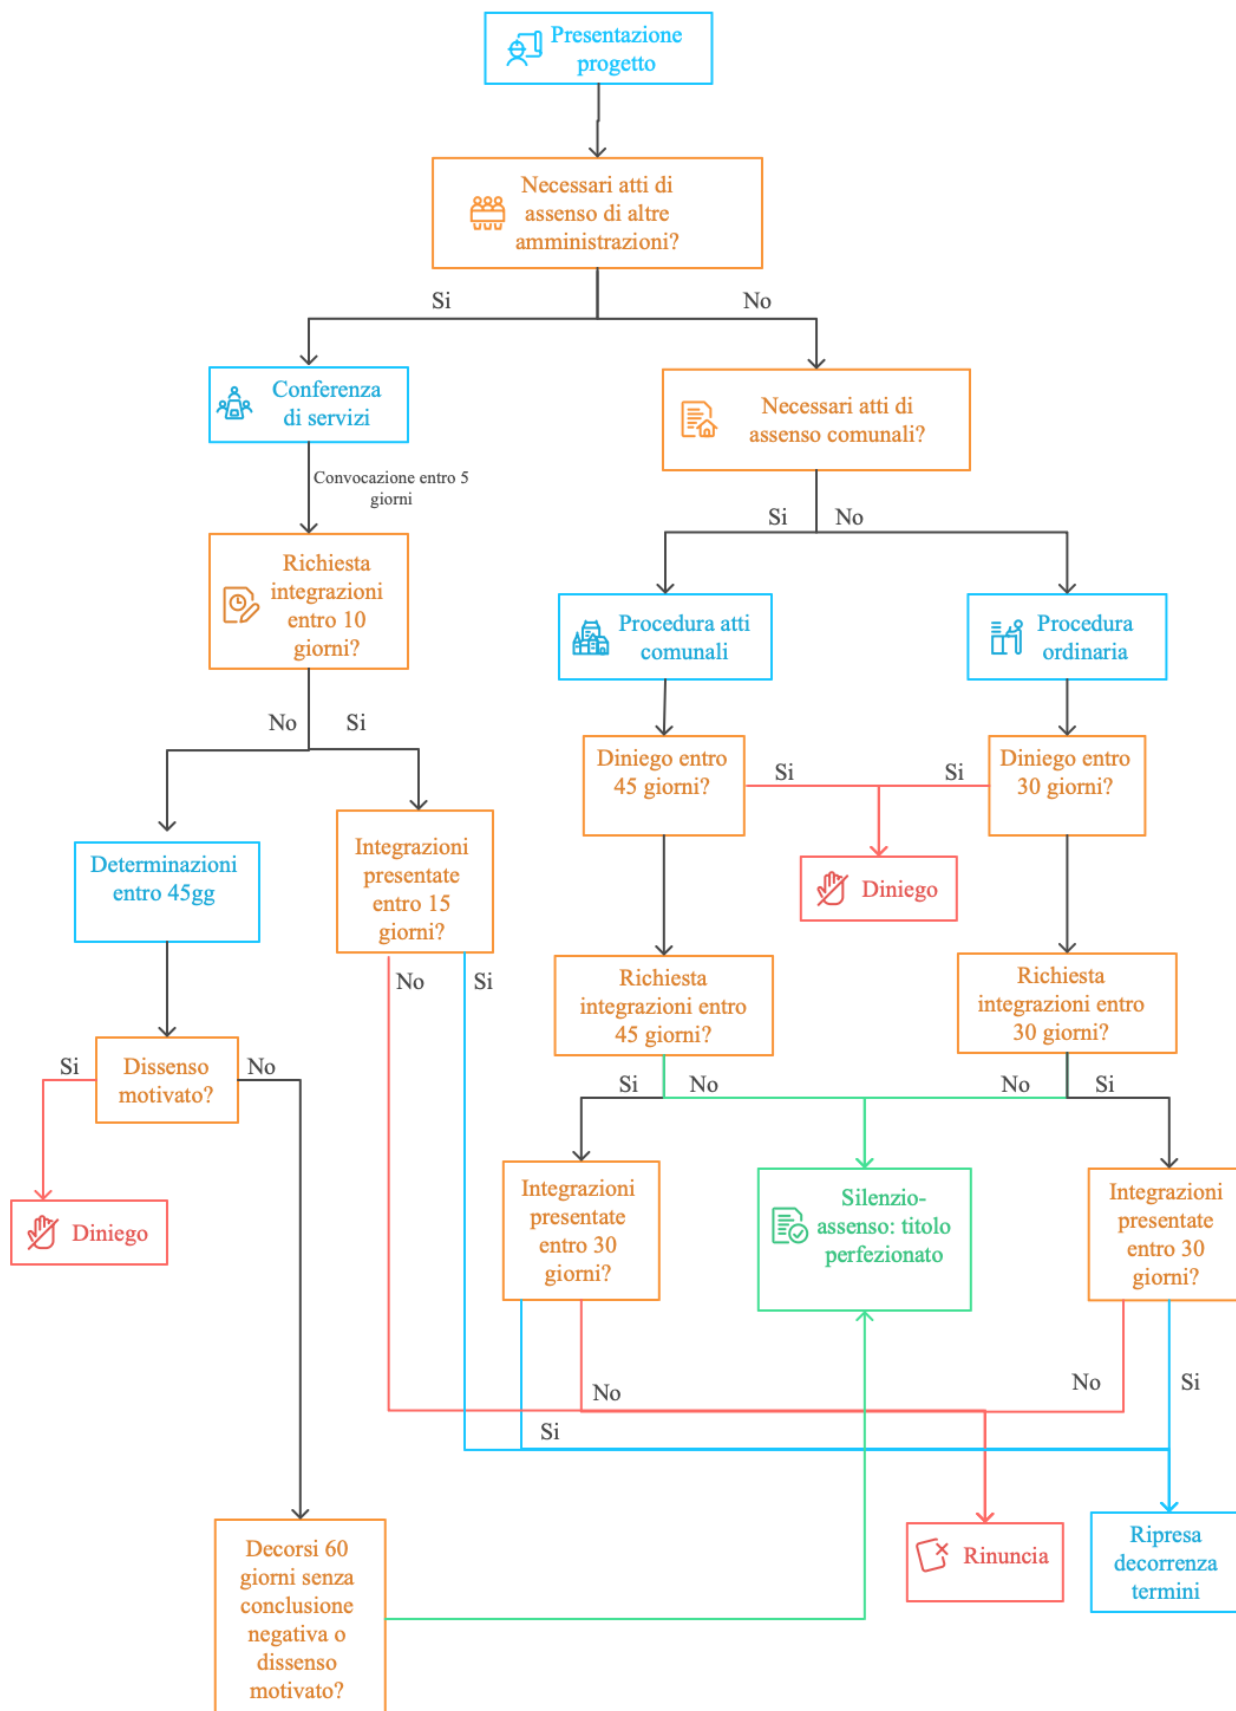 Presentazione
progetto
Necessari atti di
assenso di altre
amministrazioni?
Si
No
Conferenza
di servizi
Necessari atti di
assenso comunali?
Convocazione entro 5
giorni
Si
No
Richiesta
integrazioni
entro 10
giorni?
Procedura atti
comunali
Procedura
ordinaria
No
Si
Diniego entro
45 giorni?
Si
Si
Diniego entro
30 giorni?
Determinazioni
entro 45gg
Integrazioni
presentate
entro 15
giorni?
Diniego
No
Si
Richiesta
integrazioni entro
45 giorni?
Richiesta
integrazioni entro
30 giorni?
Si
Dissenso
motivato?
No
Si
No
No
Si
Diniego
Integrazioni
presentate
entro 30
giorni?
Silenzio-
assenso: titolo
perfezionato
Integrazioni
presentate
entro 30
giorni?
No
No
Si
Si
Decorsi 60
giorni senza
conclusione
negativa o
dissenso
motivato?
Rinuncia
Ripresa
decorrenza
termini